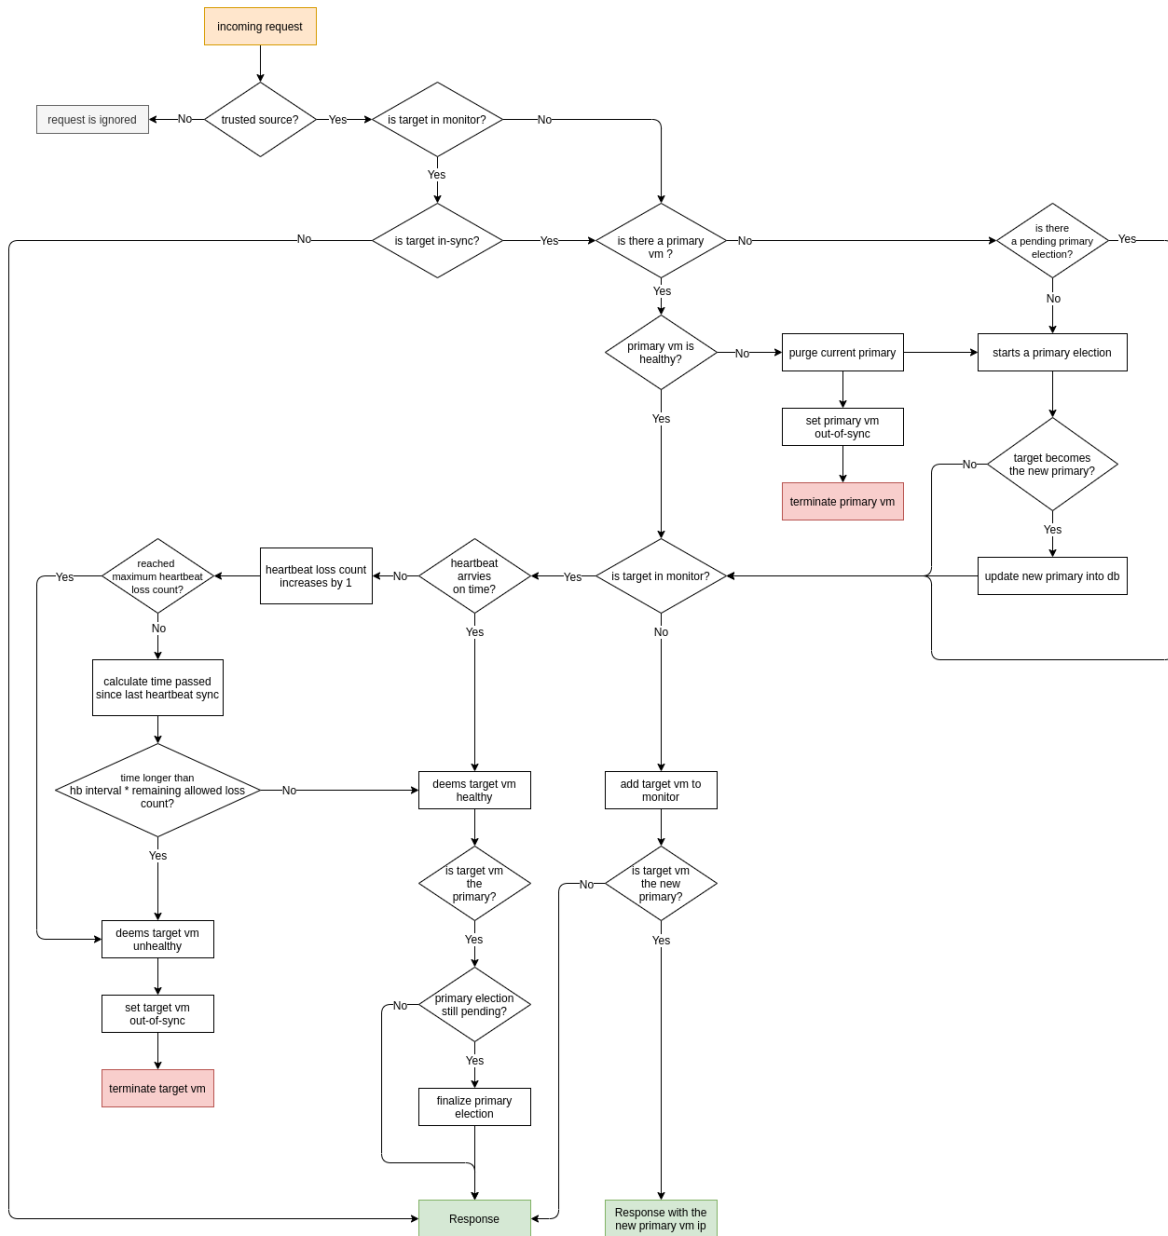 incoming request
request is ignored
No
trusted source?
Yes
is target in monitor?
No
Yes
No
is target in-sync?
Yes
is there a primary
vm ?
No
is there
a pending primary
election?
Yes
Yes
No
primary vm is
healthy?
No
purge current primary
starts a primary election
Yes
set primary vm
out-of-sync
target becomes
the new primary?
No
terminate primary vm
Yes
reached
maximum heartbeat
loss count?
Yes
heartbeat loss count
increases by 1
No
heartbeat
arrvies
on time?
Yes
is target in monitor?
update new primary into db
No
Yes
No
calculate time passed
since last heartbeat sync
time longer than
hb interval * remaining allowed loss
count?
No
deems target vm
healthy
add target vm to
monitor
Yes
is target vm
the
primary?
No
is target vm
the new
primary?
deems target vm
unhealthy
Yes
Yes
set target vm
out-of-sync
No
primary election
still pending?
terminate target vm
Yes
finalize primary
election
Response
Response with the
new primary vm ip